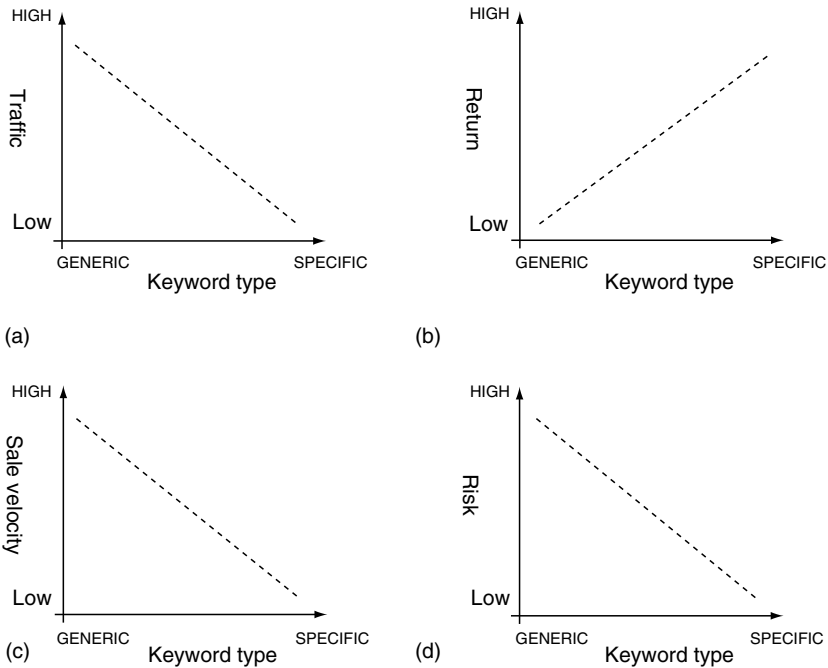 HIGH
Traffic
Low
GENERIC
SPECIFIC
Keyword type
(a)
HIGH
Return
Low
GENERIC
SPECIFIC
Keyword type
(b)
HIGH
Sale velocity
Low
GENERIC
SPECIFIC
Keyword type
(c)
HIGH
Risk
Low
GENERIC
SPECIFIC
Keyword type
(d)